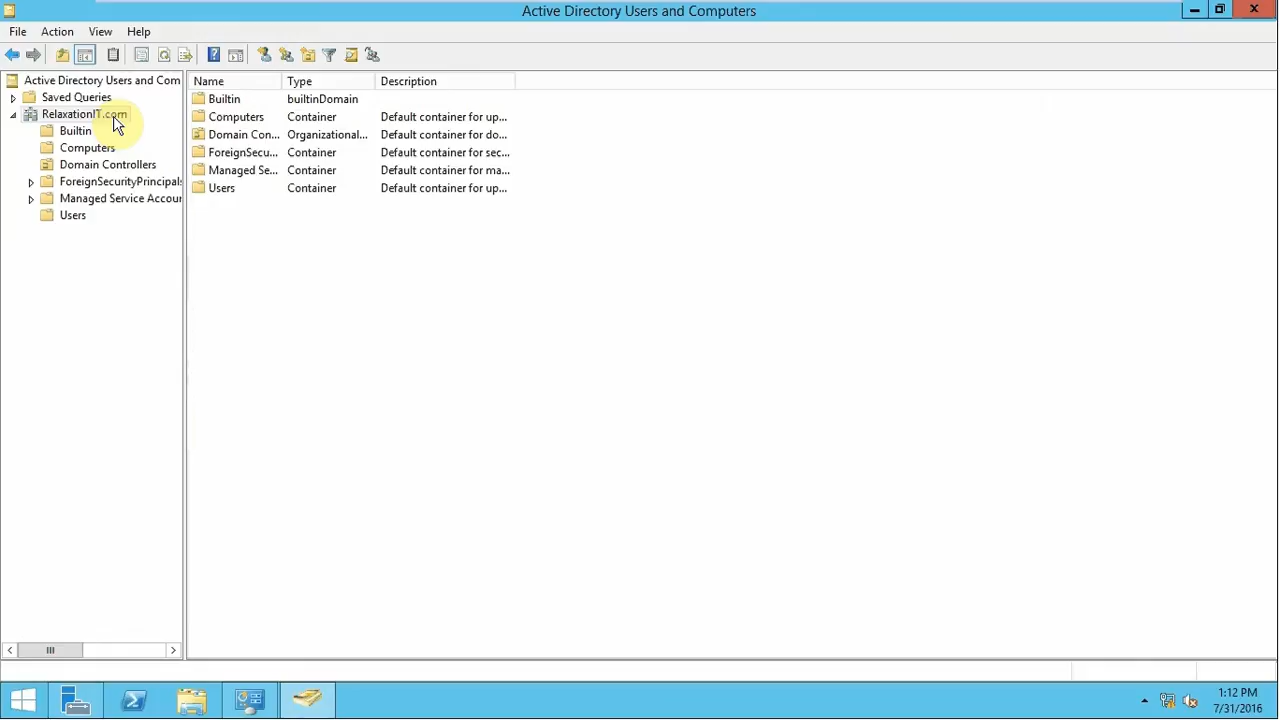 Active Directory Users and Computers
File Action View Help
Active Directory Users and Com
Saved Queries
RelaxationIT.com
Builtin
Computers
Domain Controllers
ForeignSecurityPrincipals
Managed Service Accour
Users
Name Type Description
Builtin builtinDomain
Computers Container Default container for up...
Domain Con... Organizational... Default container for do...
ForeignSecu... Container Default container for sec...
Managed Se... Container Default container for ma...
Users Container Default container for up...
1:12 PM
7/31/2016